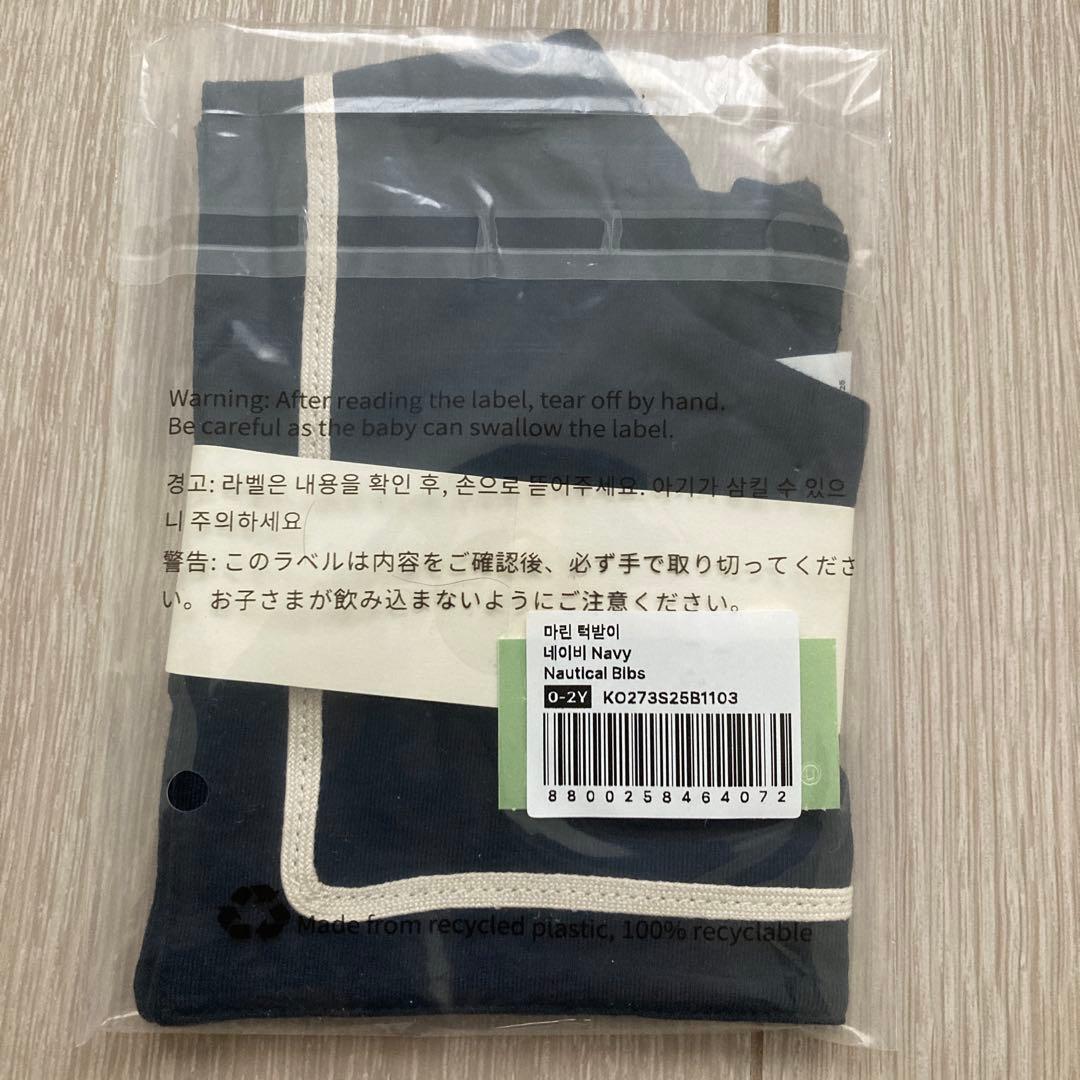 Warning: After reading the label, tear off by hand.
Be careful as the baby can swallow the label.
경고: 라벨은 내용을 확인 후, 손으로 뜯어주세요. 아기가 삼킬 수 있으
니 주의하세요
警告: このラベルは内容をご確認後、必ず手で取り切ってくださ
い。お子さまが飲み込まないようにご注意ください。
마린 턱받이
네이비 Navy
Nautical Bibs
0-2Y KO273S25B1103
8800258464072
Made from recycled plastic, 100% recyclable